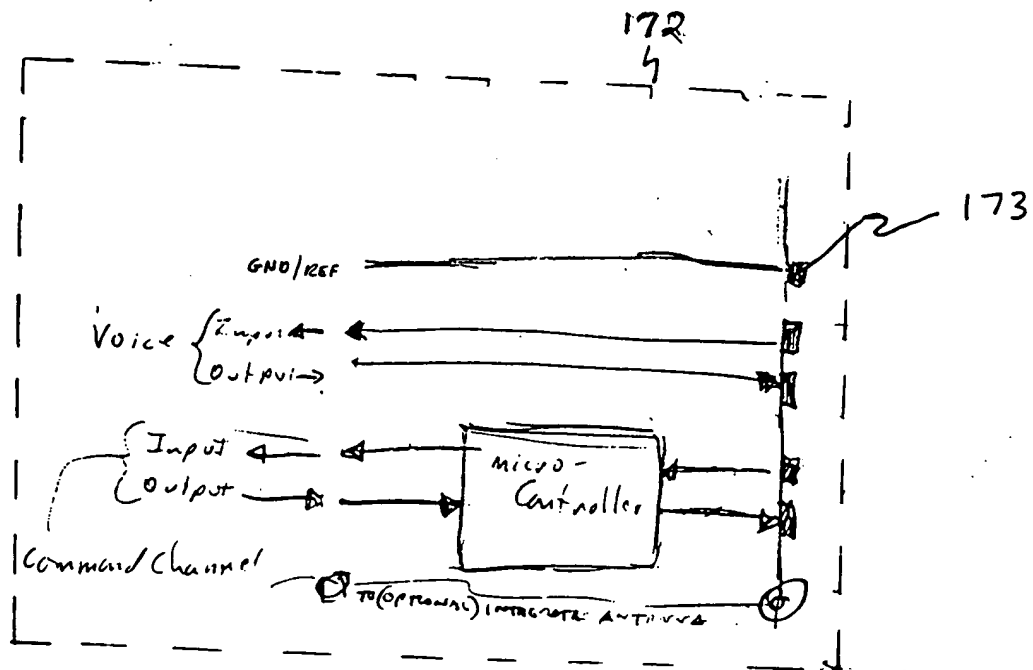 172
173
GND/REF
Voice
Input
Output
Input
Output
micro-
Controller
Command Channel
TO (OPTIONAL) INTEGRATE ANTENNA